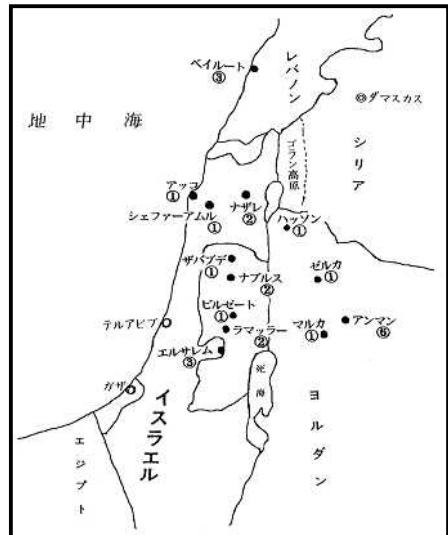 ベイルート
③
レバノン
◎ダマスカス
地中海
シリア
ゴラン高原
アッコ
①
ナザレ
②
シェファーアムル
①
ハッソン
①
ザバブデ
①
ナブルス
②
ゼルカ
①
ビルゼート
①
テルアビブ
ラマッラー
②
マルカ
①
アンマン
⑥
エルサレム
③
死海
ガザ
イスラエル
ヨルダン
エジプト